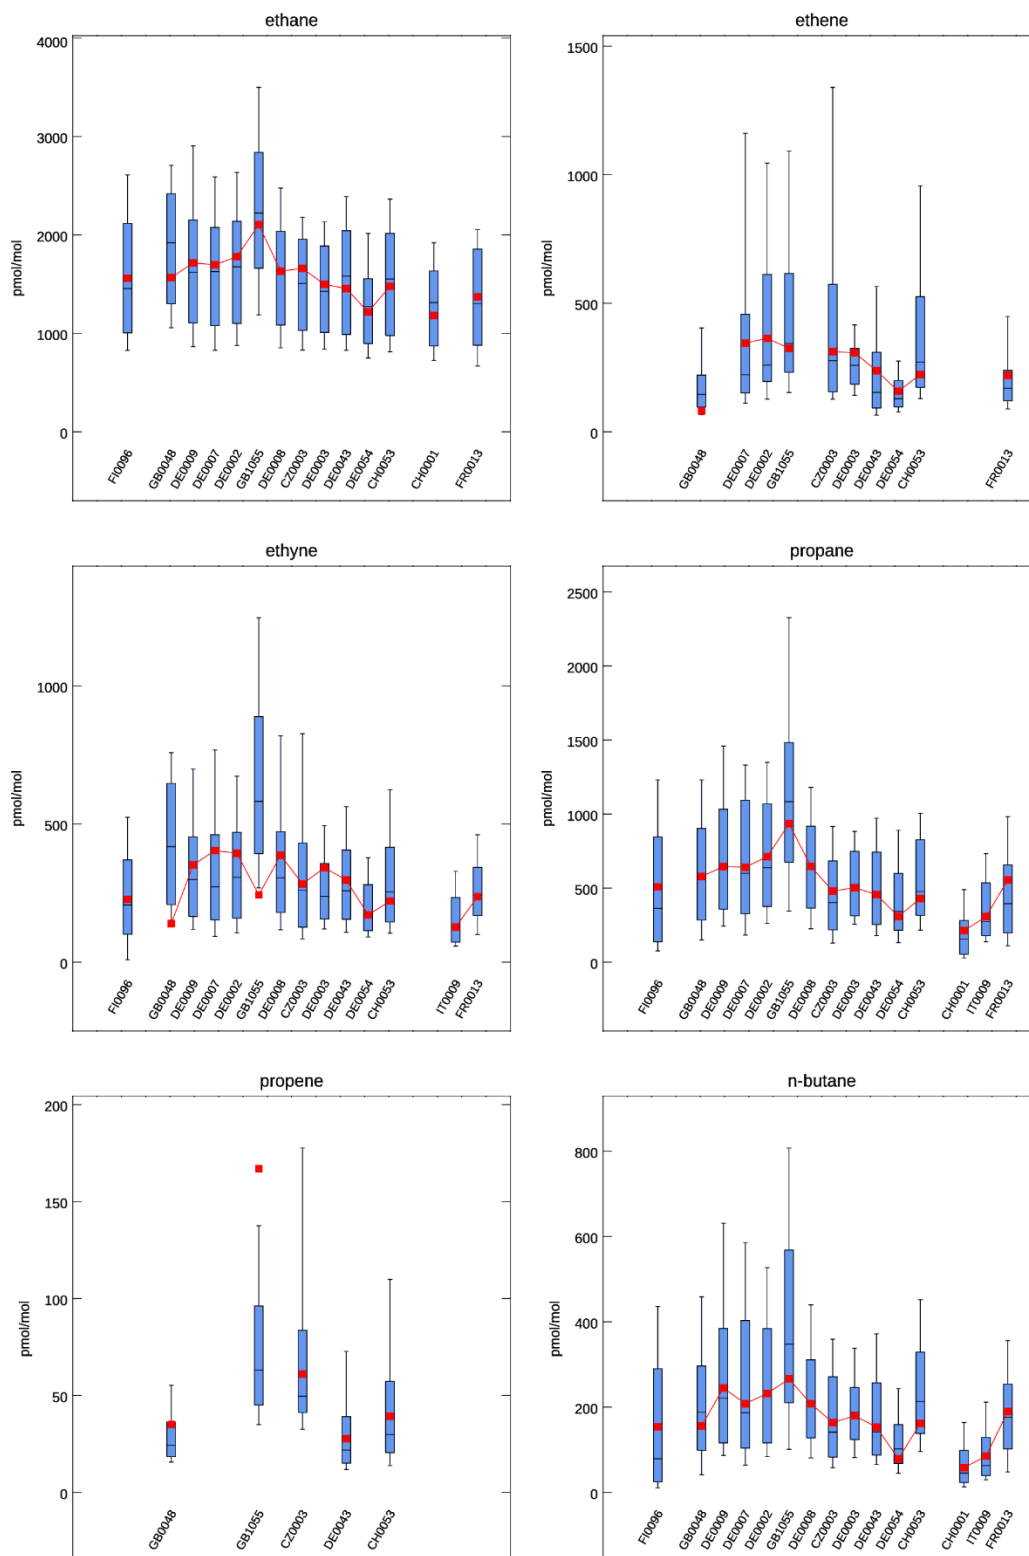 ethane
4000
3000
2000
1000
0
pmol/mol
FI0096
GB0048
DE0009
DE0007
DE0002
GB1055
DE0008
CZ0003
DE0003
DE0043
DE0054
CH0053
CH0001
FR0013
ethene
1500
1000
500
0
pmol/mol
GB0048
DE0007
DE0002
GB1055
CZ0003
DE0003
DE0043
DE0054
CH0053
FR0013
ethyne
1000
500
0
pmol/mol
FI0096
GB0048
DE0009
DE0007
DE0002
GB1055
DE0008
CZ0003
DE0003
DE0043
DE0054
CH0053
IT0009
FR0013
propane
2500
2000
1500
1000
500
0
pmol/mol
FI0096
GB0048
DE0009
DE0007
DE0002
GB1055
DE0008
CZ0003
DE0003
DE0043
DE0054
CH0053
CH0001
IT0009
FR0013
propene
200
150
100
50
0
pmol/mol
GB0048
GB1055
CZ0003
DE0043
CH0053
n-butane
800
600
400
200
0
pmol/mol
FI0096
GB0048
DE0009
DE0007
DE0002
GB1055
DE0008
CZ0003
DE0003
DE0043
DE0054
CH0053
CH0001
IT0009
FR0013